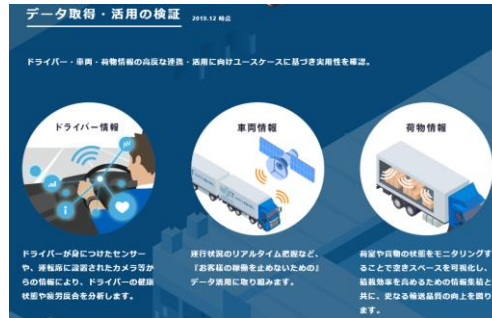 データ取得・活用の検証 2019.12 時点
ドライバー・車両・荷物情報の高度な連携・活用に向けユースケースに基づき実用性を確認。
ドライバー情報
車両情報
荷物情報
ドライバーが身につけたセンサー
や、運転席に設置されたカメラ等か
らの情報により、ドライバーの健康
状態や疲労度合を分析します。
運行状況のリアルタイム把握など、
『お客様の稼働を止めないための』
データ活用に取り組みます。
荷室や貨物の状態をモニタリングす
ることで空きスペースを可視化し、
積載効率を高めるための情報集積と
共に、更なる輸送品質の向上を図り
ます。